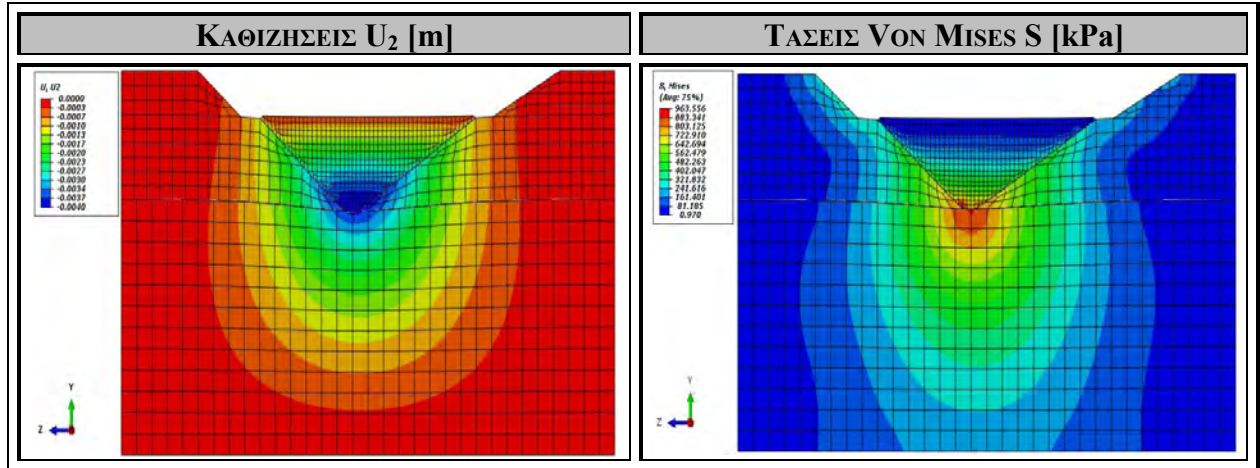 ΚΑΘΙΖΗΣΕΙΣ U2 [m]
ΤΑΣΕΙΣ VON MISES S [kPa]
U, U2
0.0000
-0.0003
-0.0007
-0.0010
-0.0013
-0.0017
-0.0020
-0.0023
-0.0027
-0.0030
-0.0034
-0.0037
-0.0040
Y
Z
S, Mises
(Avg: 75%)
963.556
883.341
803.125
722.910
642.694
562.479
482.263
402.047
321.832
241.616
161.401
81.185
0.970
Y
Z